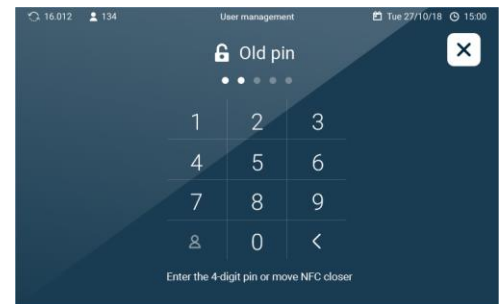 16.012 134 User management Tue 27/10/18 15:00
Old pin
1 2 3
4 5 6
7 8 9
0
Enter the 4-digit pin or move NFC closer